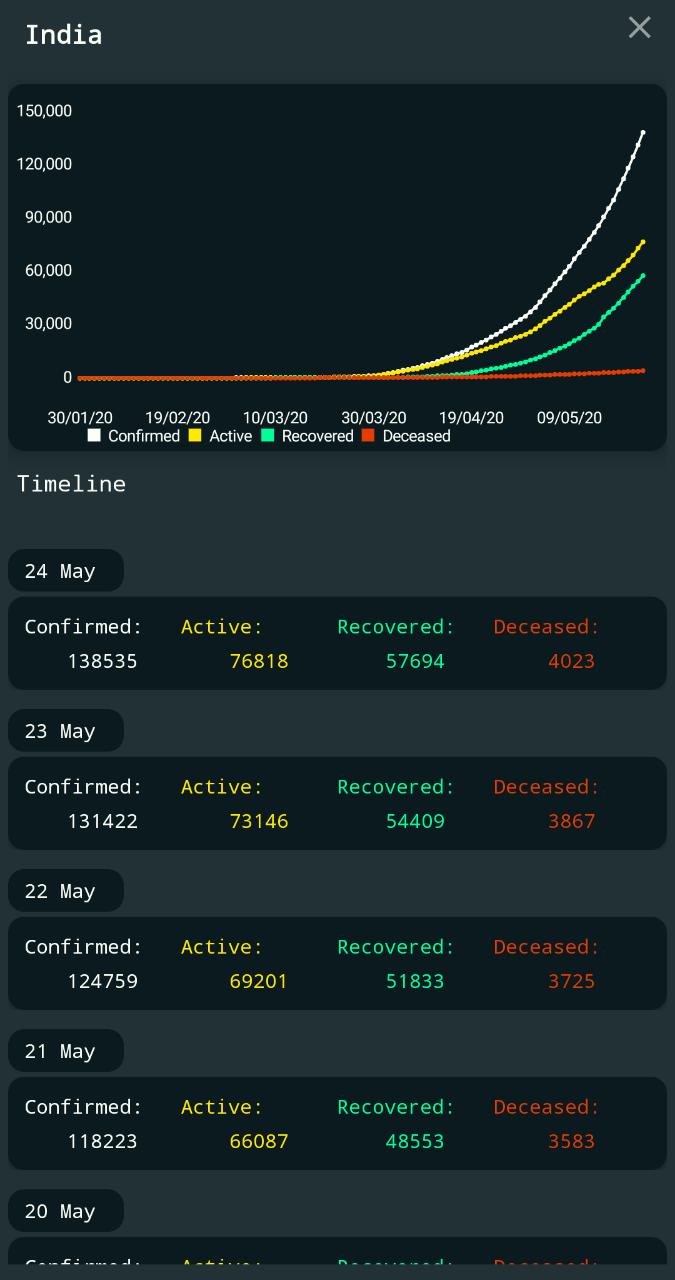 India
150,000
120,000
90,000
60,000
30,000
0
30/01/20 19/02/20 10/03/20 30/03/20 19/04/20 09/05/20
Confirmed Active Recovered Deceased
Timeline
24 May
Confirmed: Active: Recovered: Deceased:
138535 76818 57694 4023
23 May
Confirmed: Active: Recovered: Deceased:
131422 73146 54409 3867
22 May
Confirmed: Active: Recovered: Deceased:
124759 69201 51833 3725
21 May
Confirmed: Active: Recovered: Deceased:
118223 66087 48553 3583
20 May
Confirmed: Active: Recovered: Deceased: